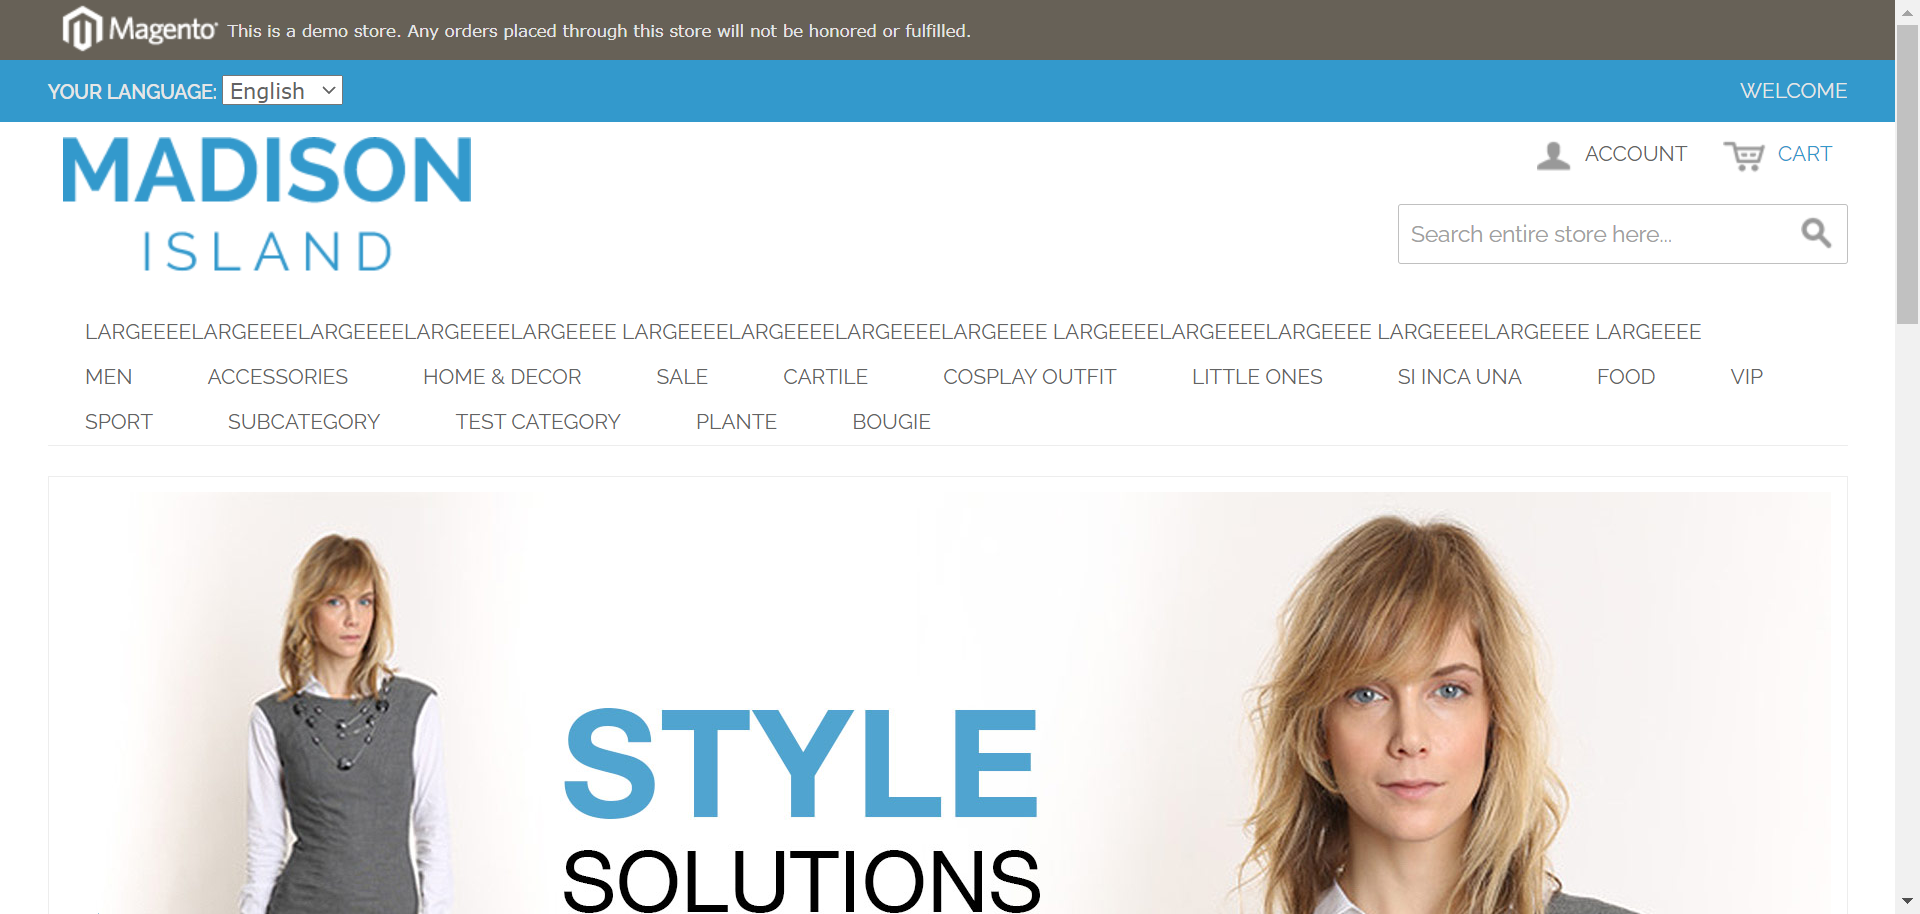 Magento This is a demo store. Any orders placed through this store will not be honored or fulfilled.
YOUR LANGUAGE: English WELCOME
MADISON
ISLAND
ACCOUNT CART
Search entire store here...
LARGEEEELARGEEEELARGEEEELARGEEEELARGEEEE LARGEEEELARGEEEELARGEEEELARGEEEE LARGEEEELARGEEEELARGEEEE LARGEEEELARGEEEE LARGEEEE
MEN ACCESSORIES HOME & DECOR SALE CARTILE COSPLAY OUTFIT LITTLE ONES SI INCA UNA FOOD VIP
SPORT SUBCATEGORY TEST CATEGORY PLANTE BOUGIE
STYLE
SOLUTIONS